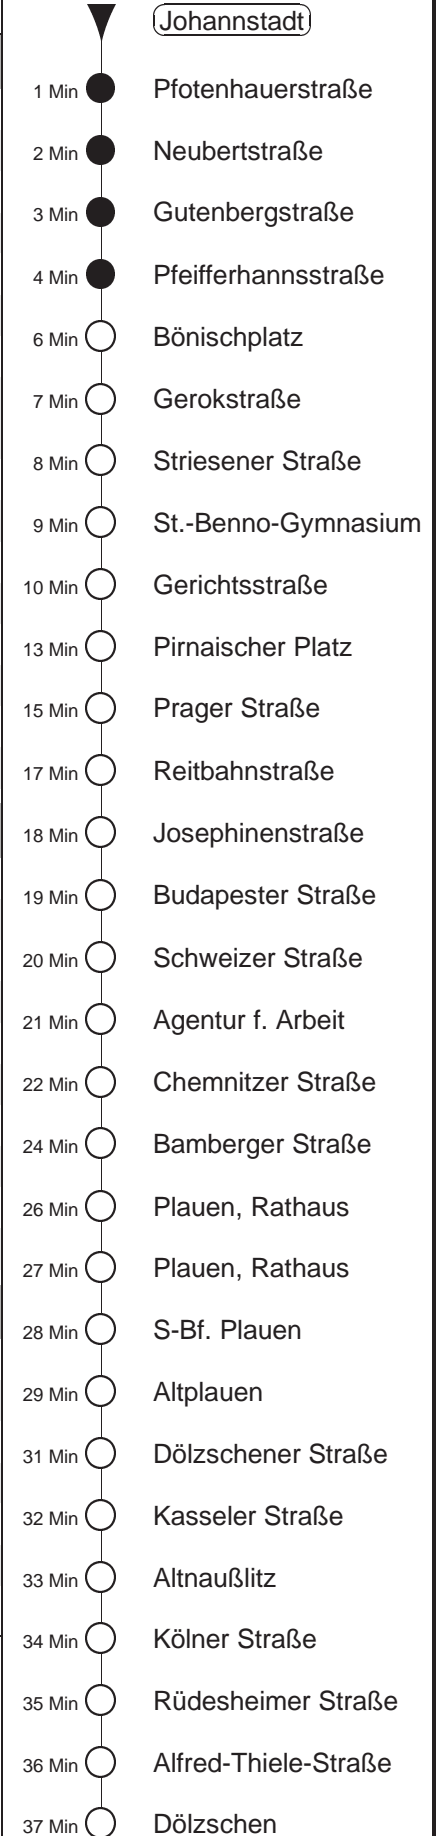 Johannstadt
1 Min Pfotenhauerstraße
2 Min Neubertstraße
3 Min Gutenbergstraße
4 Min Pfeifferhannsstraße
6 Min Bönischplatz
7 Min Gerokstraße
8 Min Striesener Straße
9 Min St.-Benno-Gymnasium
10 Min Gerichtsstraße
13 Min Pirnaischer Platz
15 Min Prager Straße
17 Min Reitbahnstraße
18 Min Josephinenstraße
19 Min Budapester Straße
20 Min Schweizer Straße
21 Min Agentur f. Arbeit
22 Min Chemnitzer Straße
24 Min Bamberger Straße
26 Min Plauen, Rathaus
27 Min Plauen, Rathaus
28 Min S-Bf. Plauen
29 Min Altplauen
31 Min Dölzschener Straße
32 Min Kasseler Straße
33 Min Altnaußlitz
34 Min Kölner Straße
35 Min Rüdesheimer Straße
36 Min Alfred-Thiele-Straße
37 Min Dölzschen